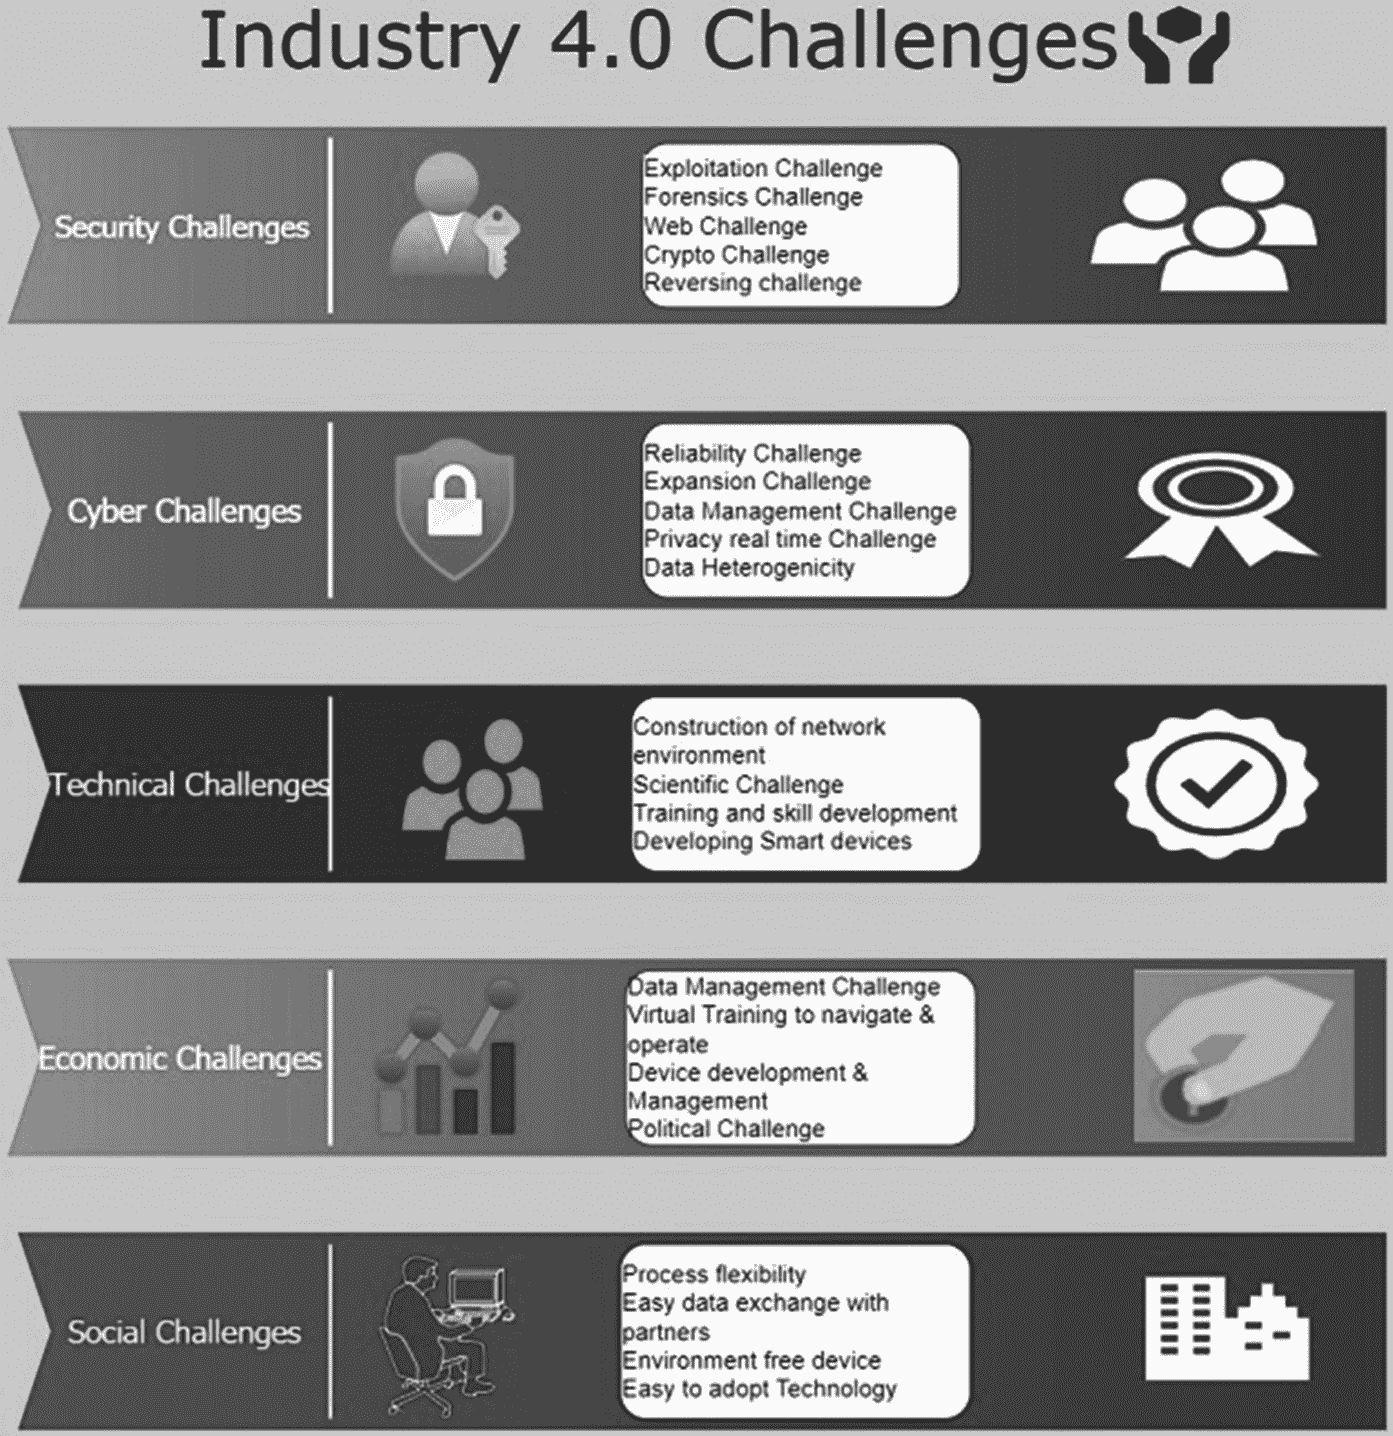 Industry 4.0 Challenges
Security Challenges
Exploitation Challenge
Forensics Challenge
Web Challenge
Crypto Challenge
Reversing challenge
Cyber Challenges
Reliability Challenge
Expansion Challenge
Data Management Challenge
Privacy real time Challenge
Data Heterogenicity
Technical Challenges
Construction of network
environment
Scientific Challenge
Training and skill development
Developing Smart devices
Economic Challenges
Data Management Challenge
Virtual Training to navigate &
operate
Device development &
Management
Political Challenge
Social Challenges
Process flexibility
Easy data exchange with
partners
Environment free device
Easy to adopt Technology